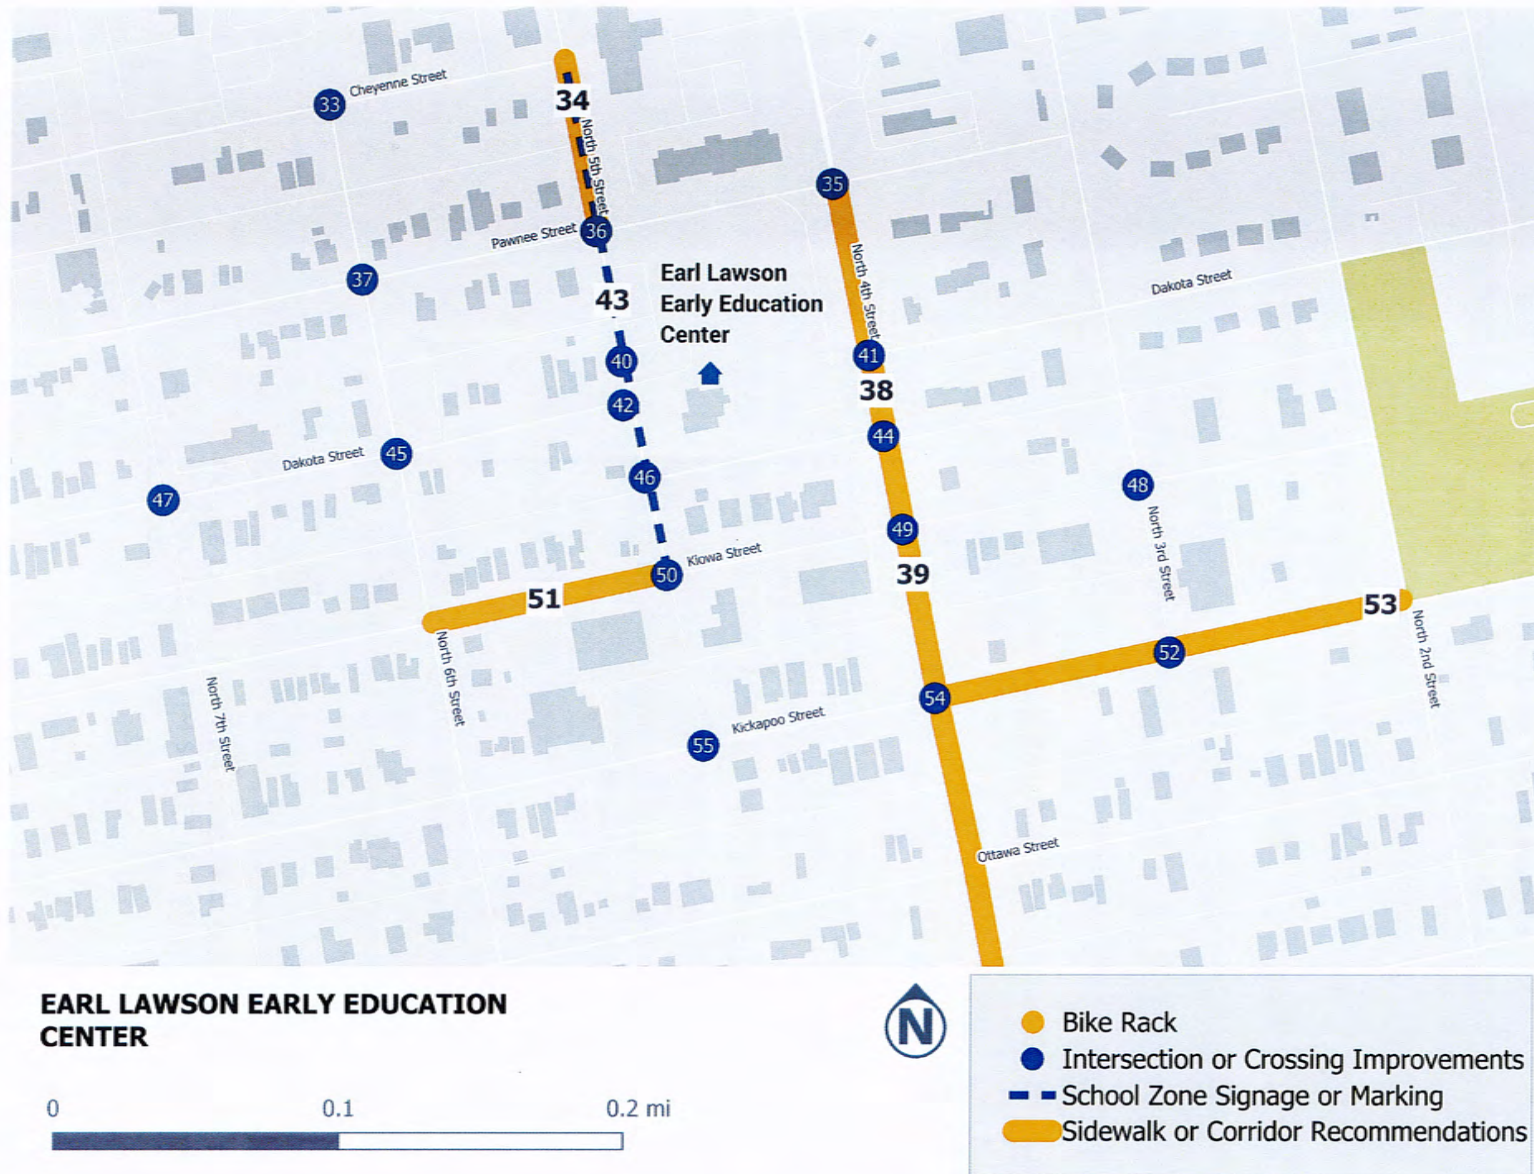 Cheyenne Street
33
34
North 5th Street
35
Pawnee Street
36
37
North 4th Street
Earl Lawson
Early Education
Center
43
Dakota Street
40
41
38
42
44
Dakota Street
45
46
47
48
49
North 3rd Street
Kiowa Street
50
39
51
53
North 6th Street
North 2nd Street
52
North 7th Street
54
Kickapoo Street
55
Ottawa Street
EARL LAWSON EARLY EDUCATION
CENTER
N
0
0.1
0.2 mi
Bike Rack
Intersection or Crossing Improvements
School Zone Signage or Marking
Sidewalk or Corridor Recommendations